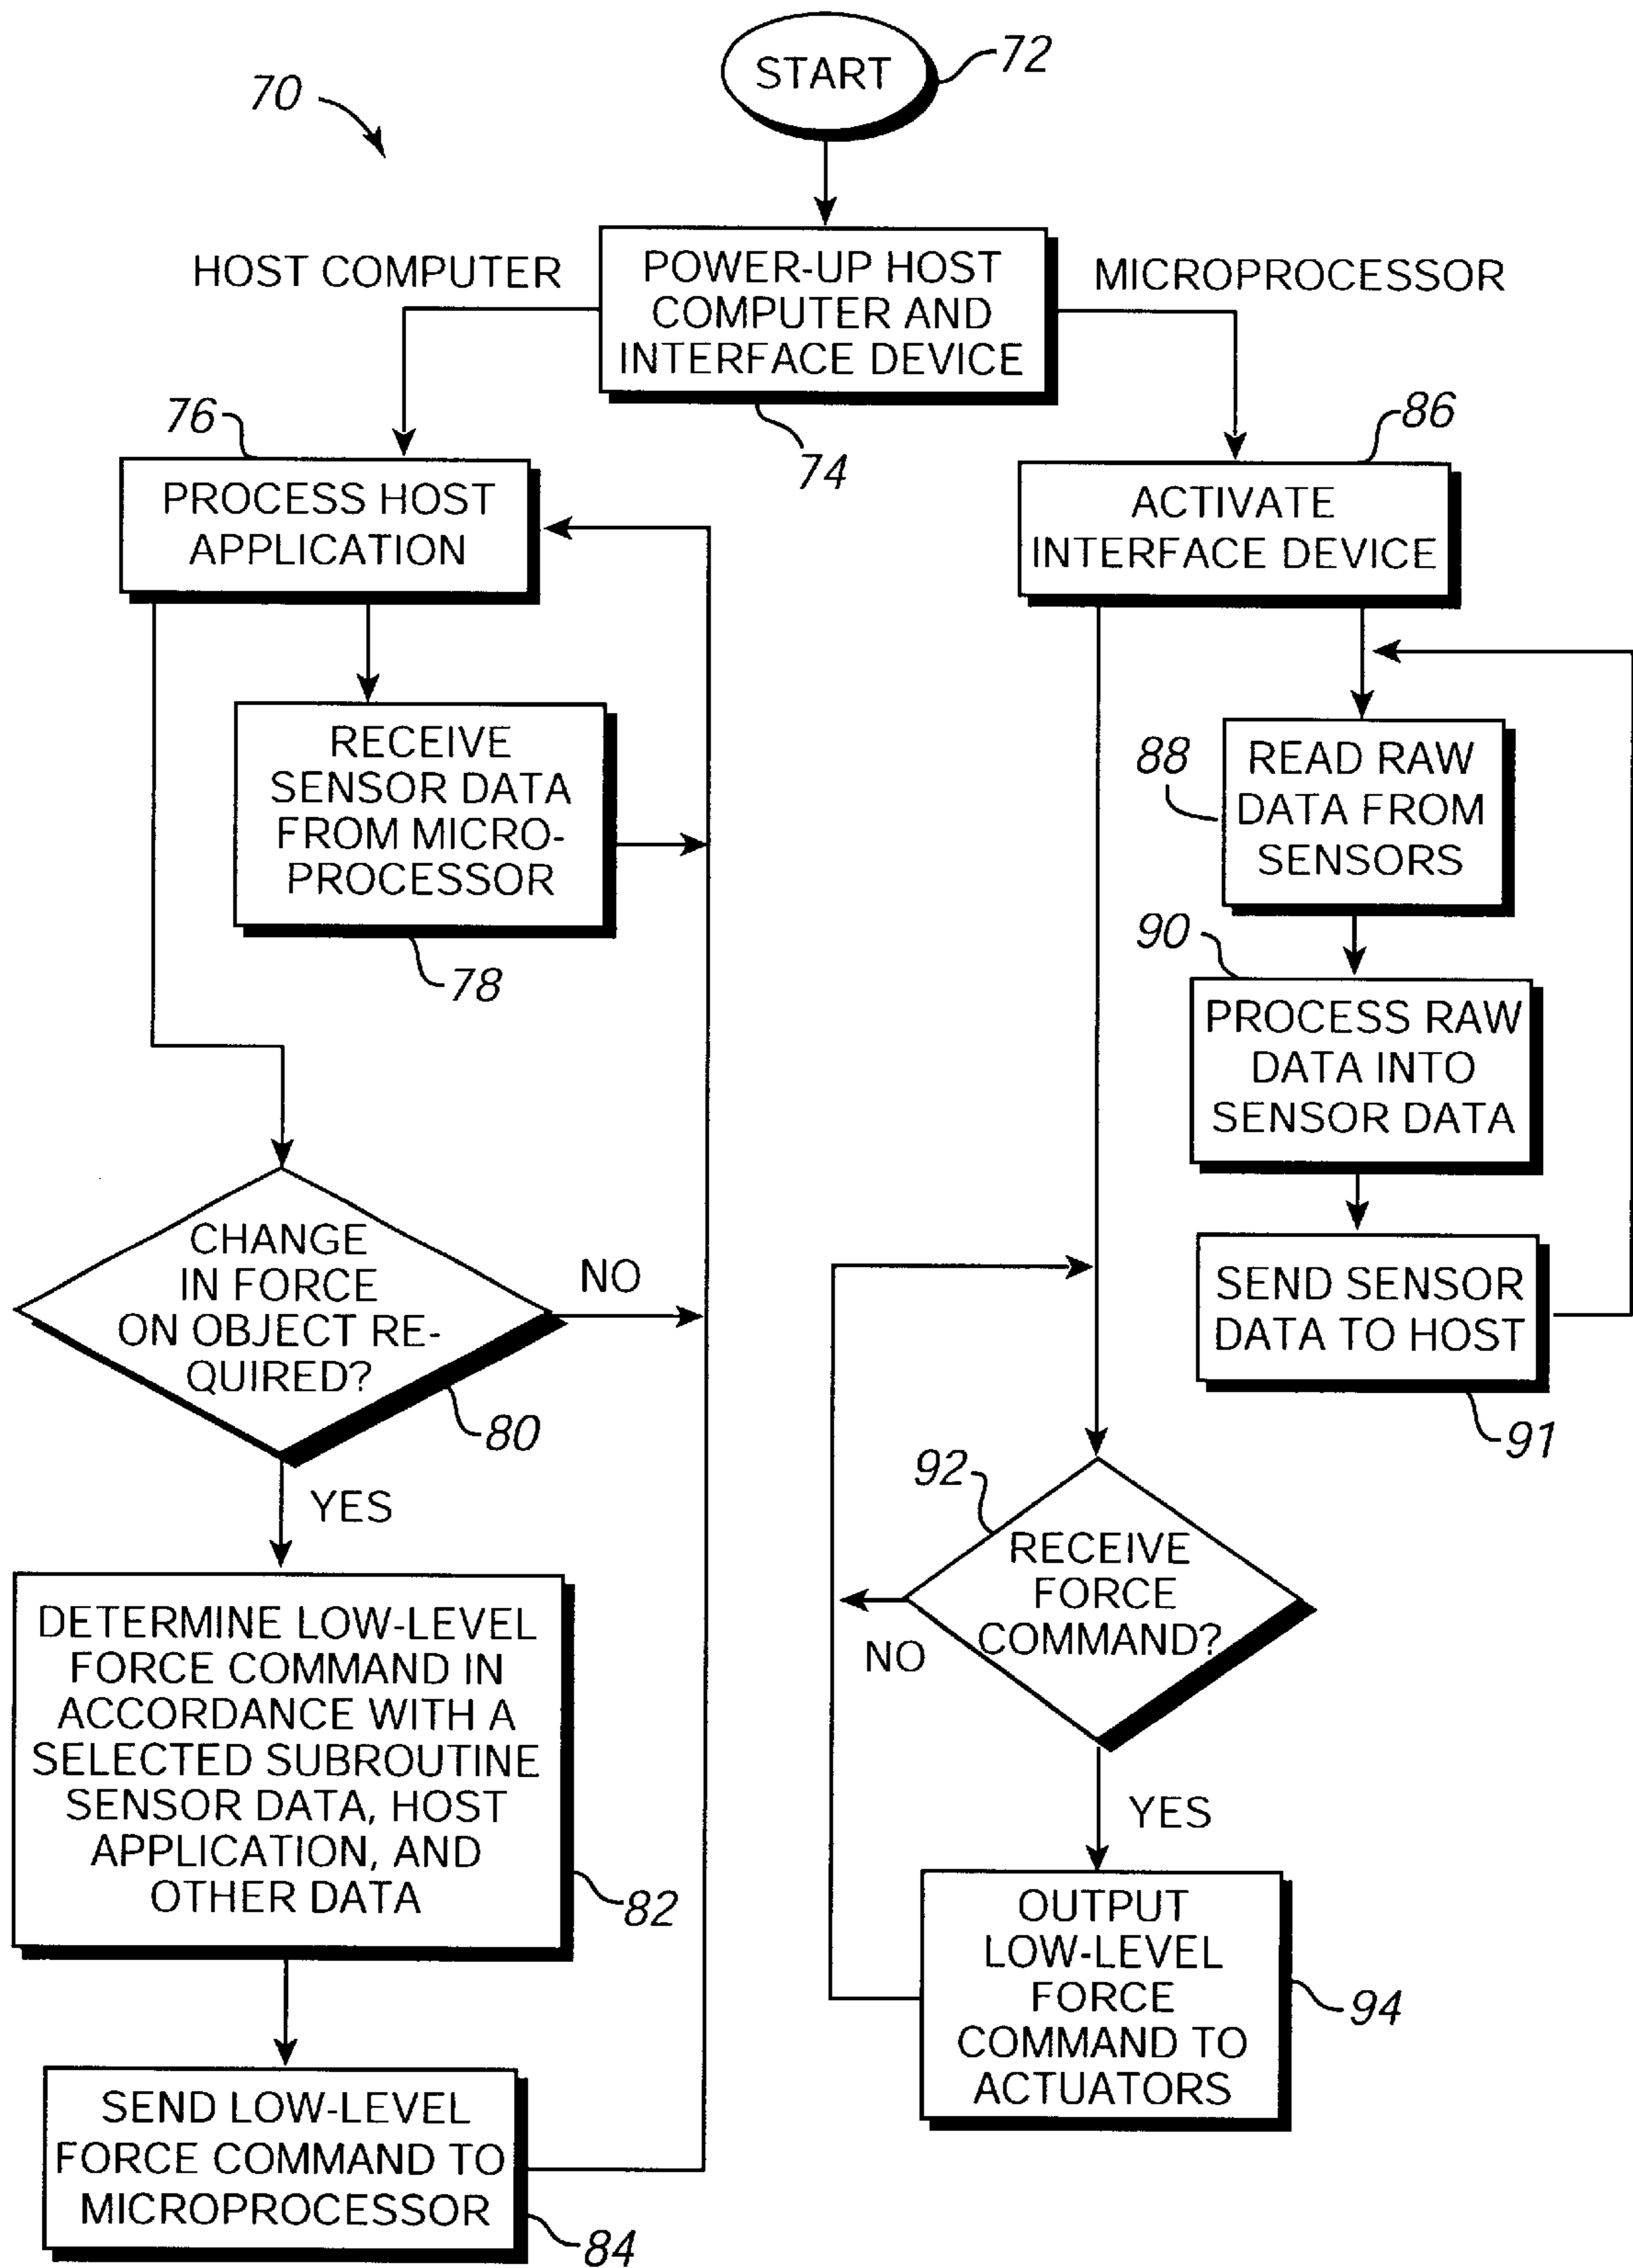 START
72
70
HOST COMPUTER
POWER-UP HOST
COMPUTER AND
INTERFACE DEVICE
MICROPROCESSOR
74
76
PROCESS HOST
APPLICATION
86
ACTIVATE
INTERFACE DEVICE
RECEIVE
SENSOR DATA
FROM MICRO-
PROCESSOR
78
88
READ RAW
DATA FROM
SENSORS
90
PROCESS RAW
DATA INTO
SENSOR DATA
SEND SENSOR
DATA TO HOST
91
CHANGE
IN FORCE
ON OBJECT RE-
QUIRED?
NO
80
YES
92
RECEIVE
FORCE
COMMAND?
NO
YES
DETERMINE LOW-LEVEL
FORCE COMMAND IN
ACCORDANCE WITH A
SELECTED SUBROUTINE
SENSOR DATA, HOST
APPLICATION, AND
OTHER DATA
82
OUTPUT
LOW-LEVEL
FORCE
COMMAND TO
ACTUATORS
94
SEND LOW-LEVEL
FORCE COMMAND TO
MICROPROCESSOR
84